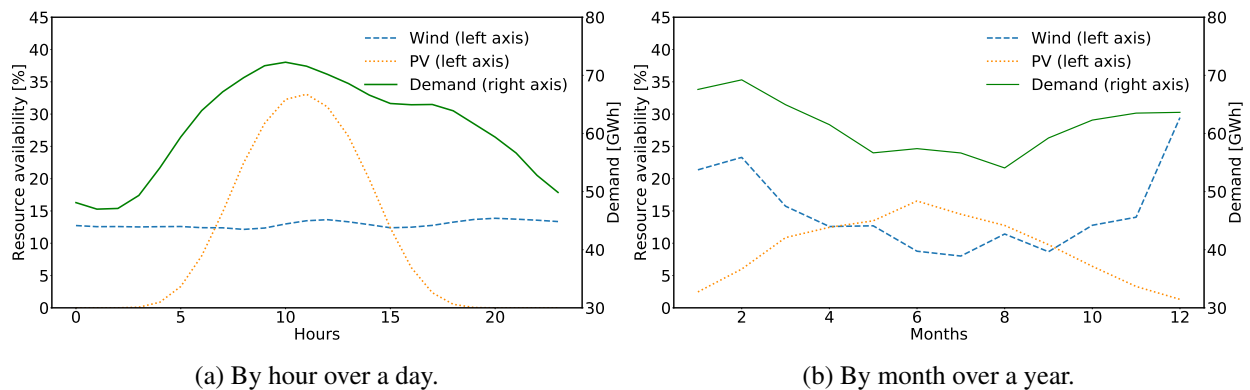 45
40
35
30
25
20
15
10
5
0
Resource availability [%]
80
70
60
50
40
30
Demand [GWh]
Wind (left axis)
PV (left axis)
Demand (right axis)
0 5 10 15 20
Hours
(a) By hour over a day.
45
40
35
30
25
20
15
10
5
0
Resource availability [%]
80
70
60
50
40
30
Demand [GWh]
Wind (left axis)
PV (left axis)
Demand (right axis)
2 4 6 8 10 12
Months
(b) By month over a year.